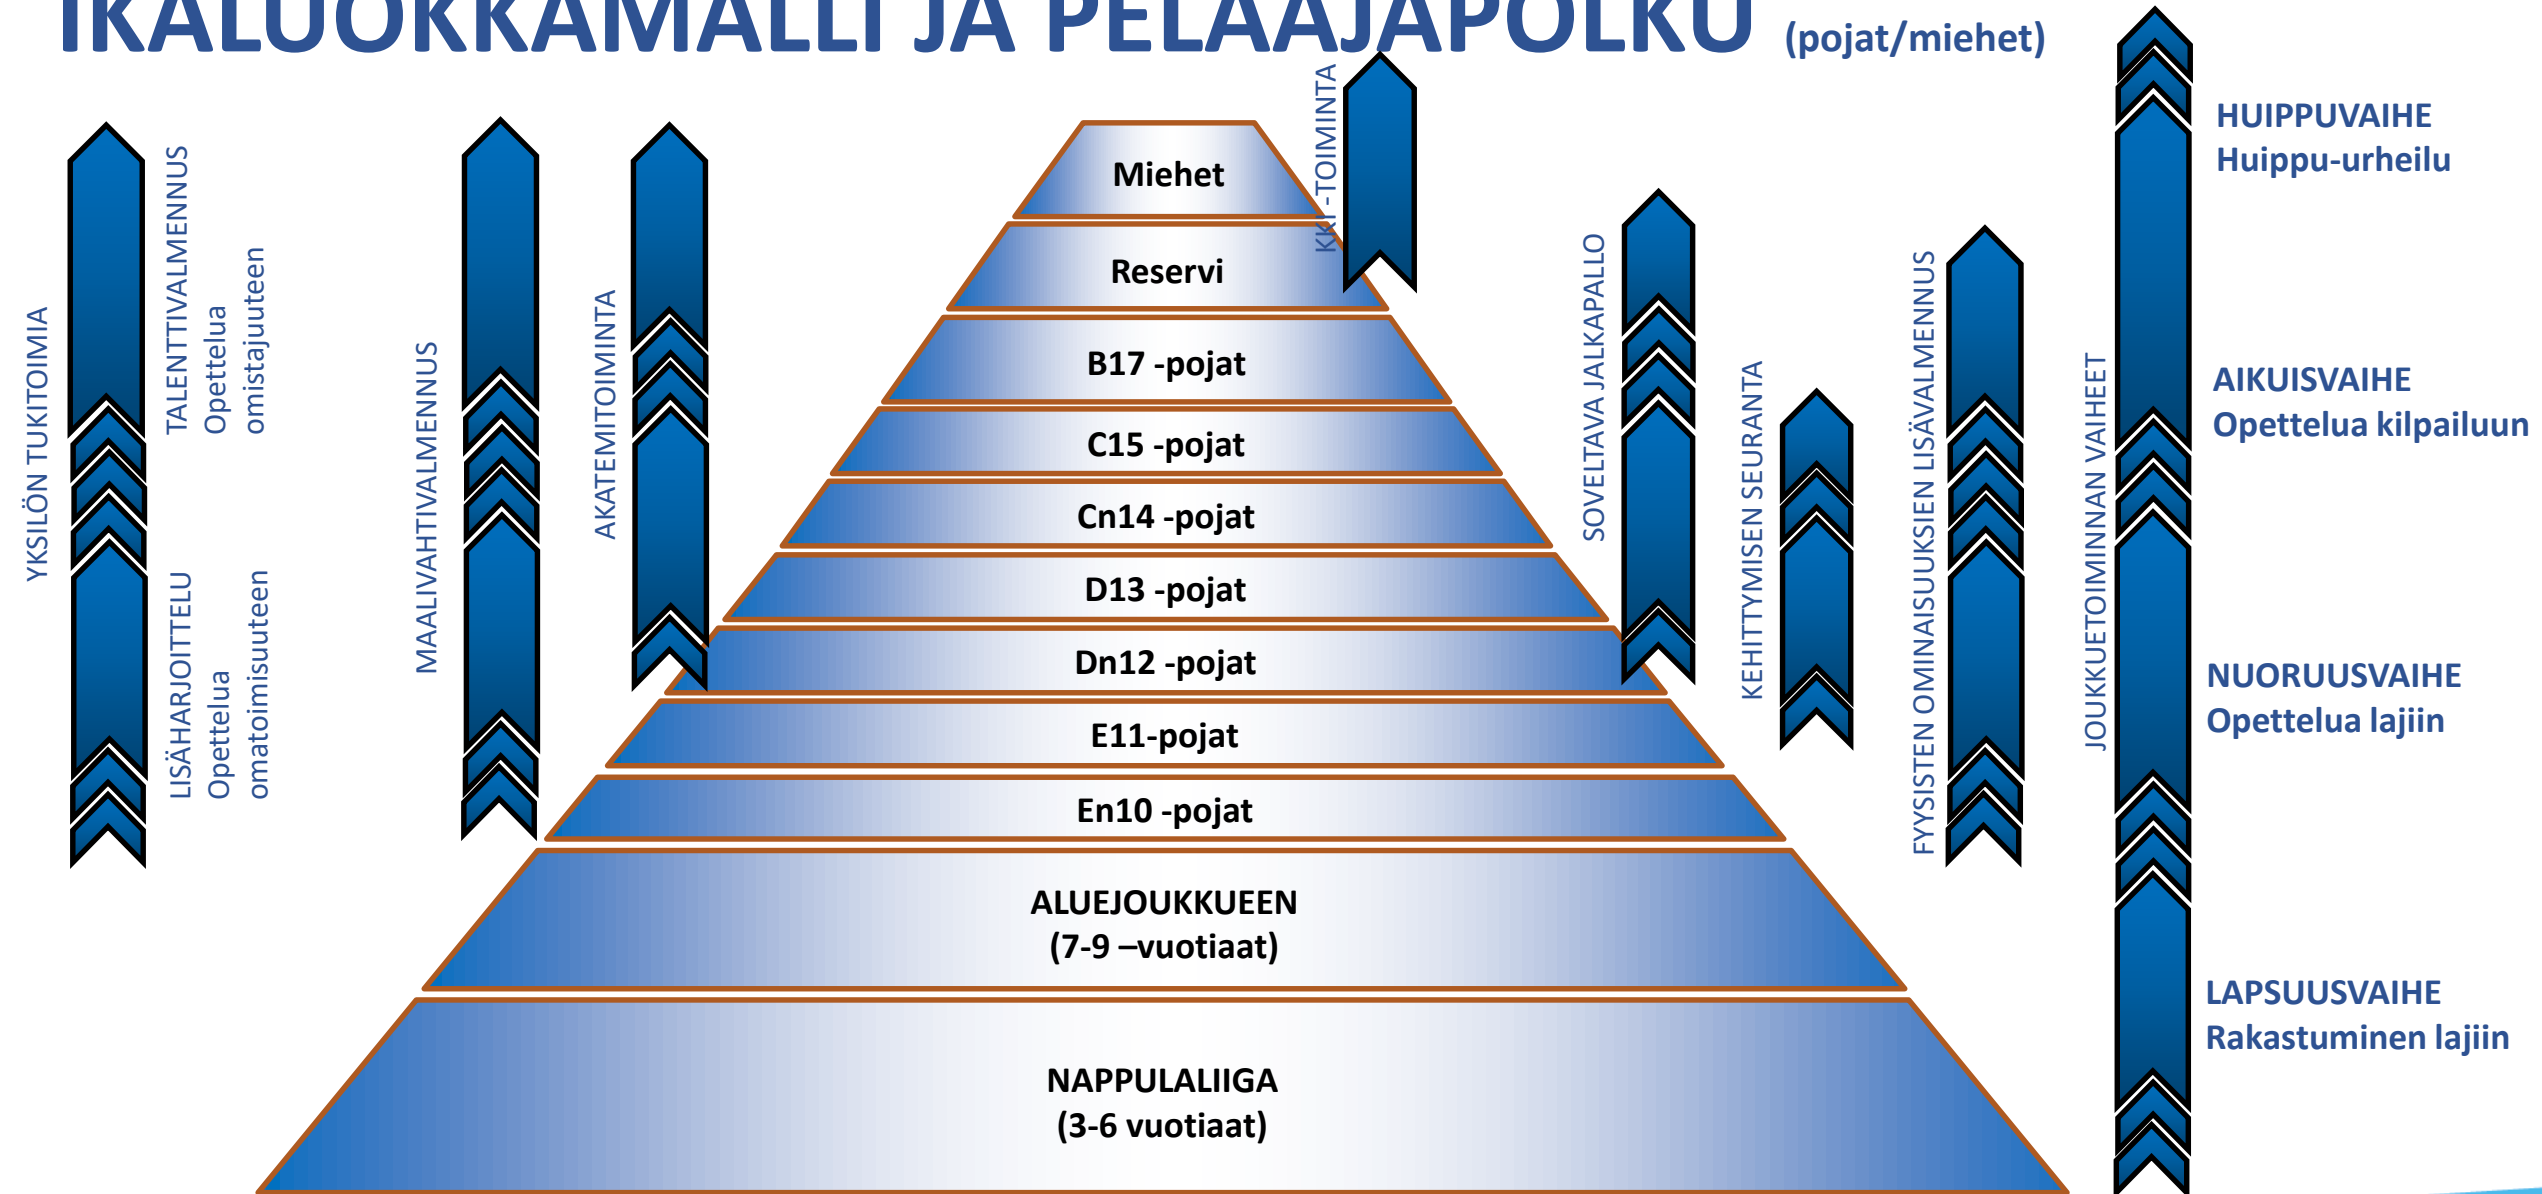 IKÄLUOKKAMALLI JA PELAAJAPOLKU (pojat/miehet)
YKSILÖN TUKITOIMIA
TALENTTIVALMENNUS
Opettelua
omistajuuteen
LISÄHARJOITTELU
Opettelua
omatoimisuteen
MAALIVAHTIVALMENNUS
AKATEMITOIMINTA
Miehet
Reservi
B17 -pojat
C15 -pojat
Cn14 -pojat
D13 -pojat
Dn12 -pojat
E11-pojat
En10 -pojat
ALUEJOUKKUEEN
(7-9 –vuotiaat)
NAPPULALIIGA
(3-6 vuotiaat)
KKI -TOIMINTA
SOVELTAVA JALKAPALLO
KEHITTYMISEN SEURANTA
FYYSISTEN OMINAISUUKSIEN LISÄVALMENNUS
JOUKKUETOIMINNAN VAIHEET
HUIPPUVAIHE
Huippu-urheilu
AIKUISVAIHE
Opettelua kilpailuun
NUORUUSVAIHE
Opettelua lajiin
LAPSUUSVAIHE
Rakastuminen lajiin